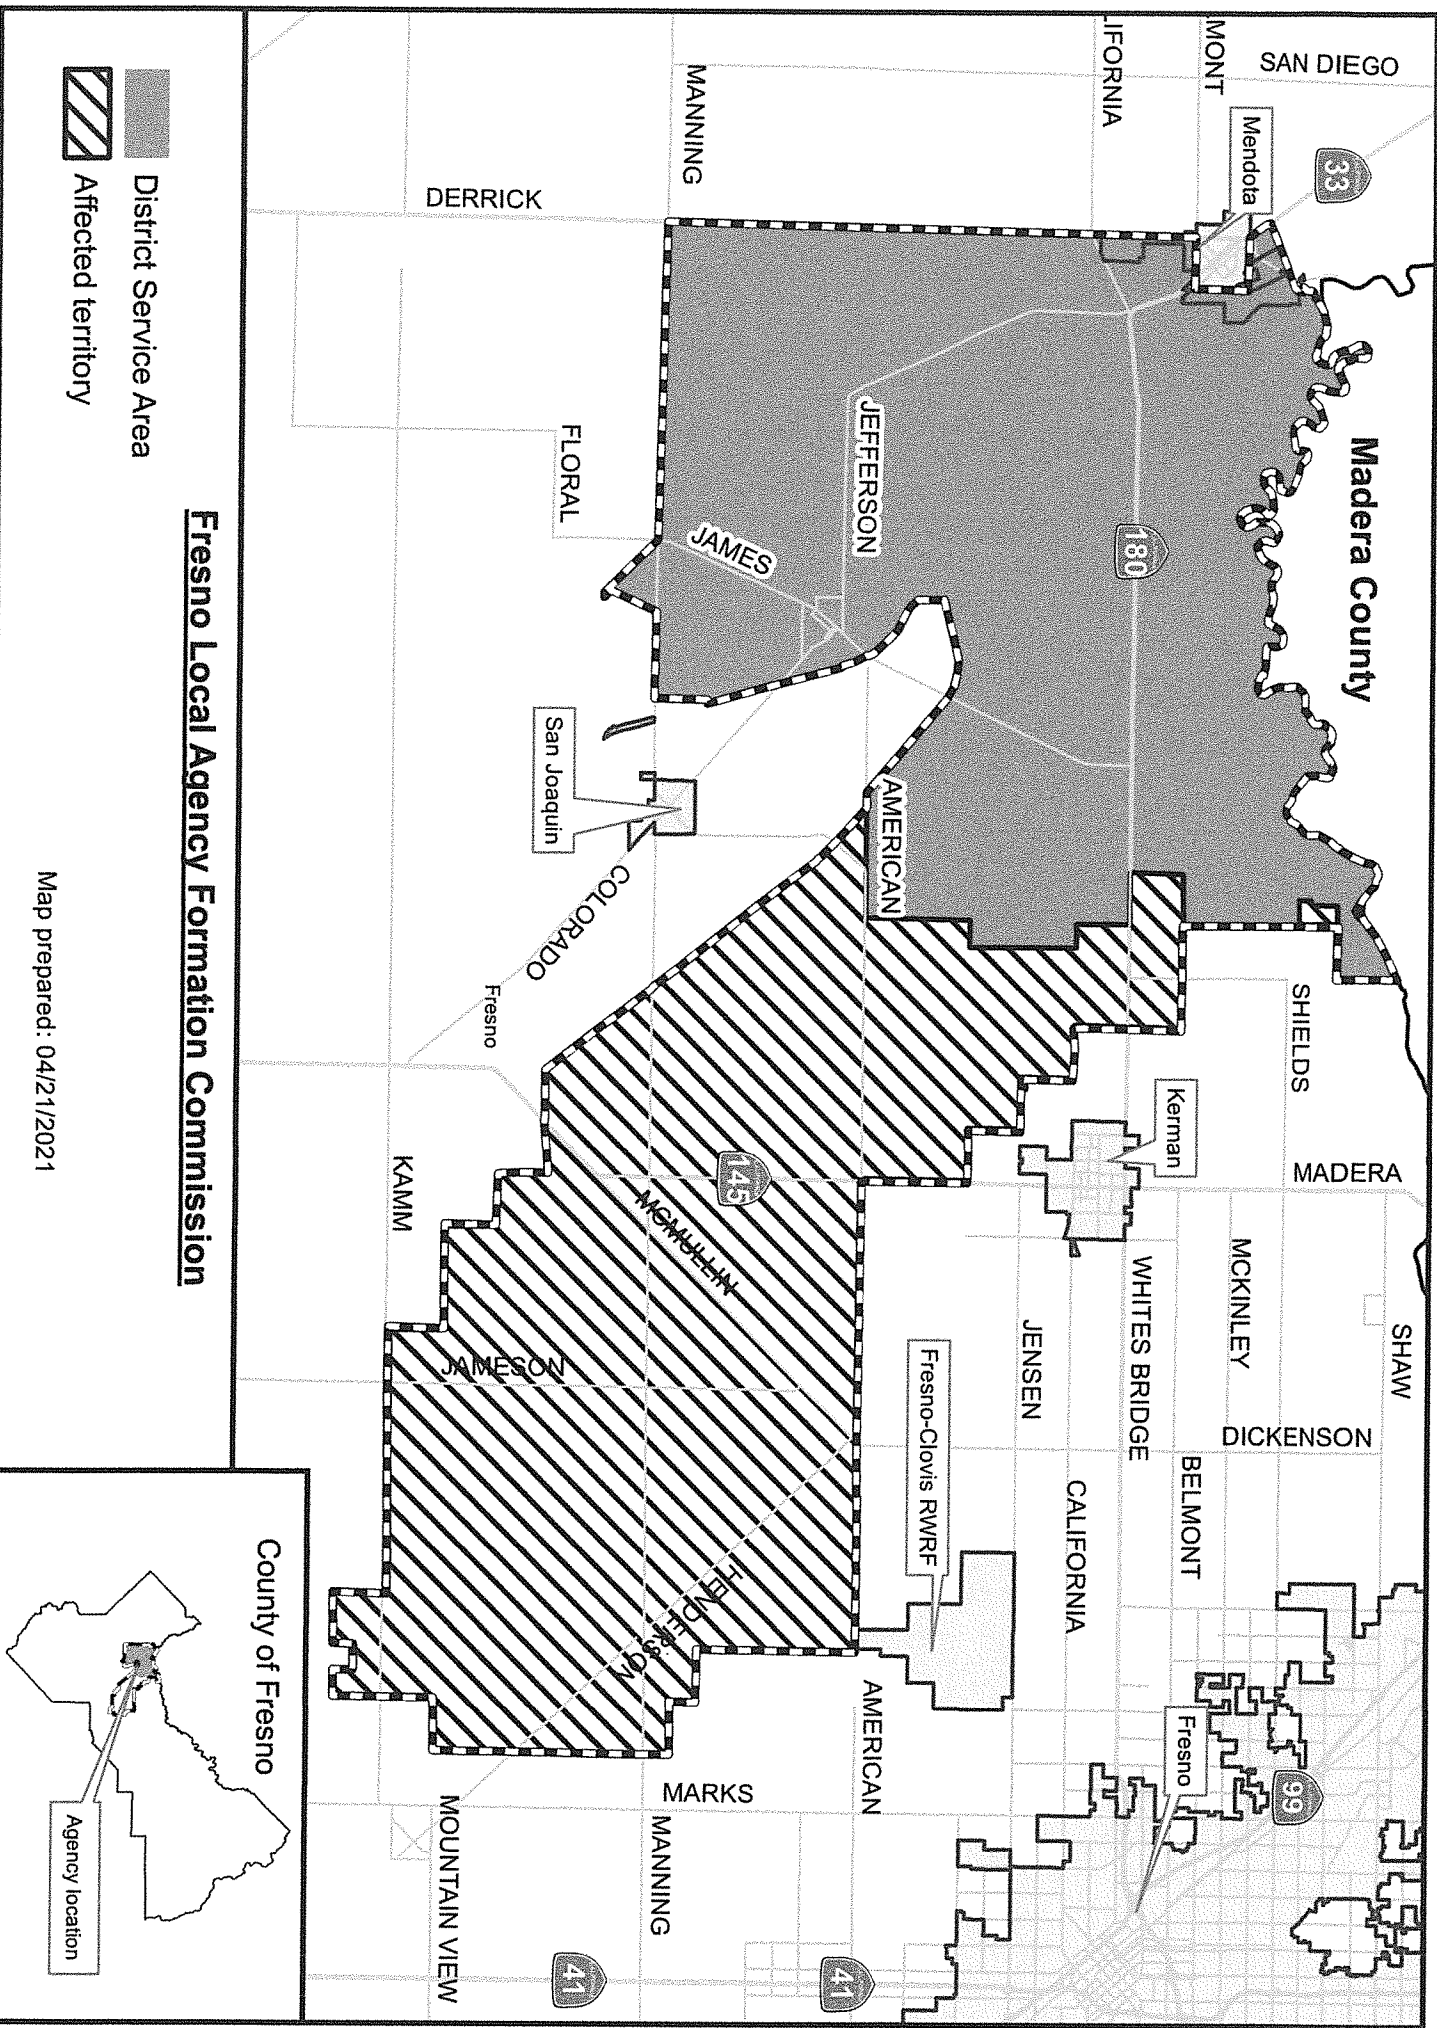 SAN DIEGO
MONT
IFORNIA
MANNING
DERRICK
33
Mendota
Madera County
180
JEFFERSON
JAMES
FLORAL
AMERICAN
San Joaquin
COLORADO
Fresno
SHIELDS
Kerman
MADERA
145
MCMULLIN
KAMM
JAMESON
SHAW
MCKINLEY
WHITES BRIDGE
JENSEN
DICKENSON
BELMONT
CALIFORNIA
Fresno-Clovis RWRF
HENDERSON
Fresno
99
AMERICAN
MARKS
MANNING
MOUNTAIN VIEW
41
41
District Service Area
Affected territory
Fresno Local Agency Formation Commission
Map prepared: 04/21/2021
County of Fresno
Agency location